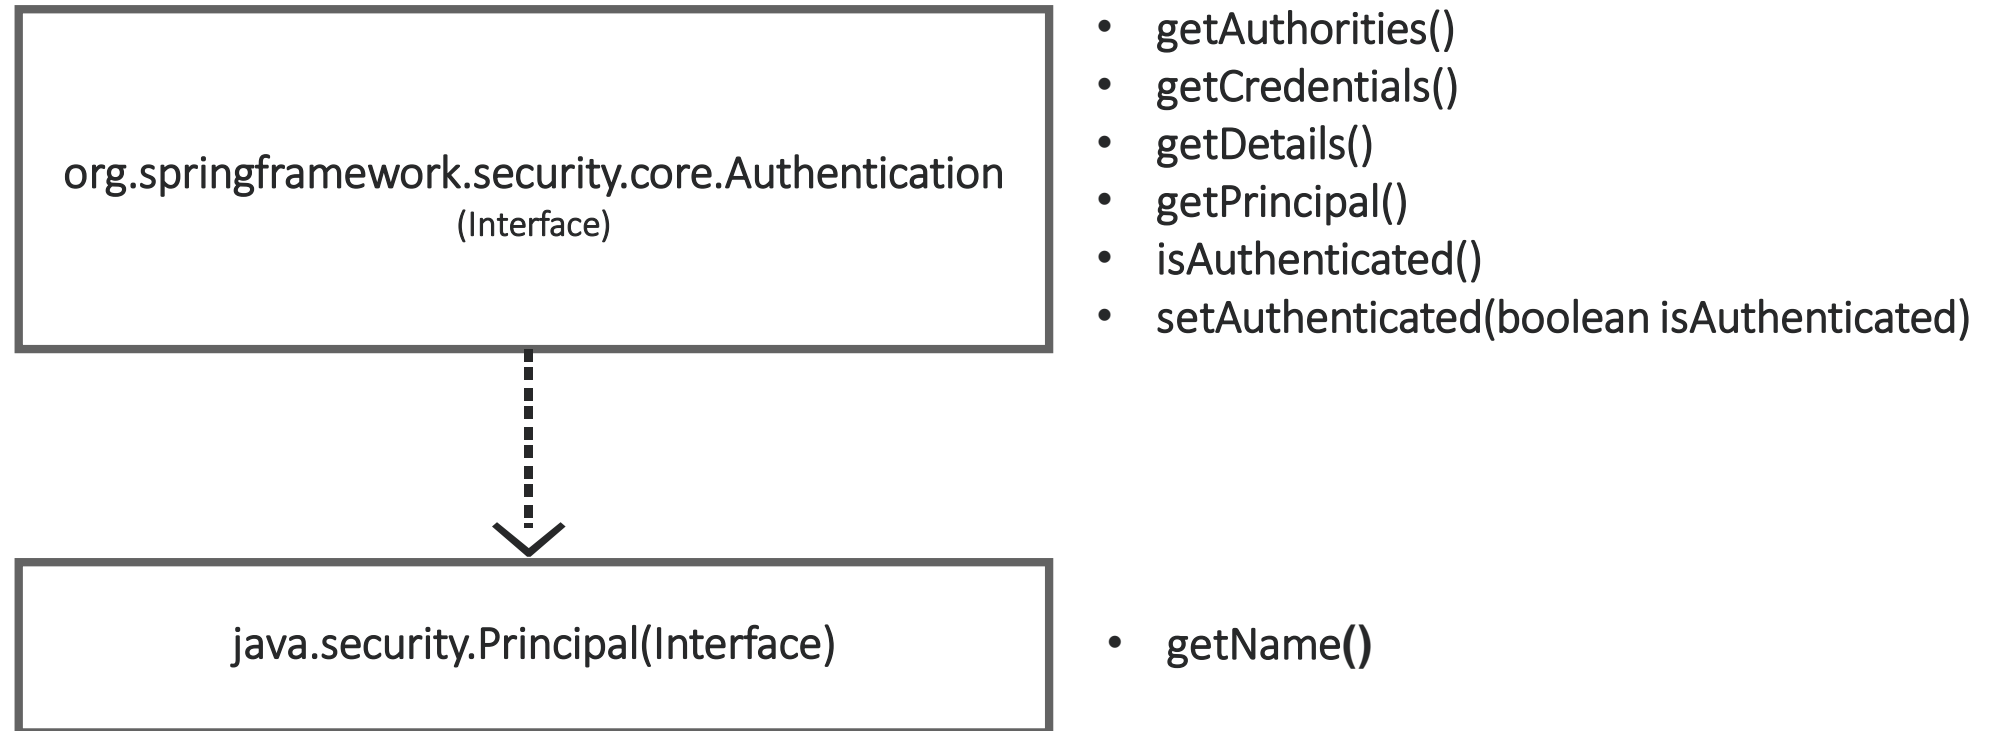 org.springframework.security.core.Authentication
(Interface)
• getAuthorities()
• getCredentials()
• getDetails()
• getPrincipal()
• isAuthenticated()
• setAuthenticated(boolean isAuthenticated)
java.security.Principal(Interface)
• getName()